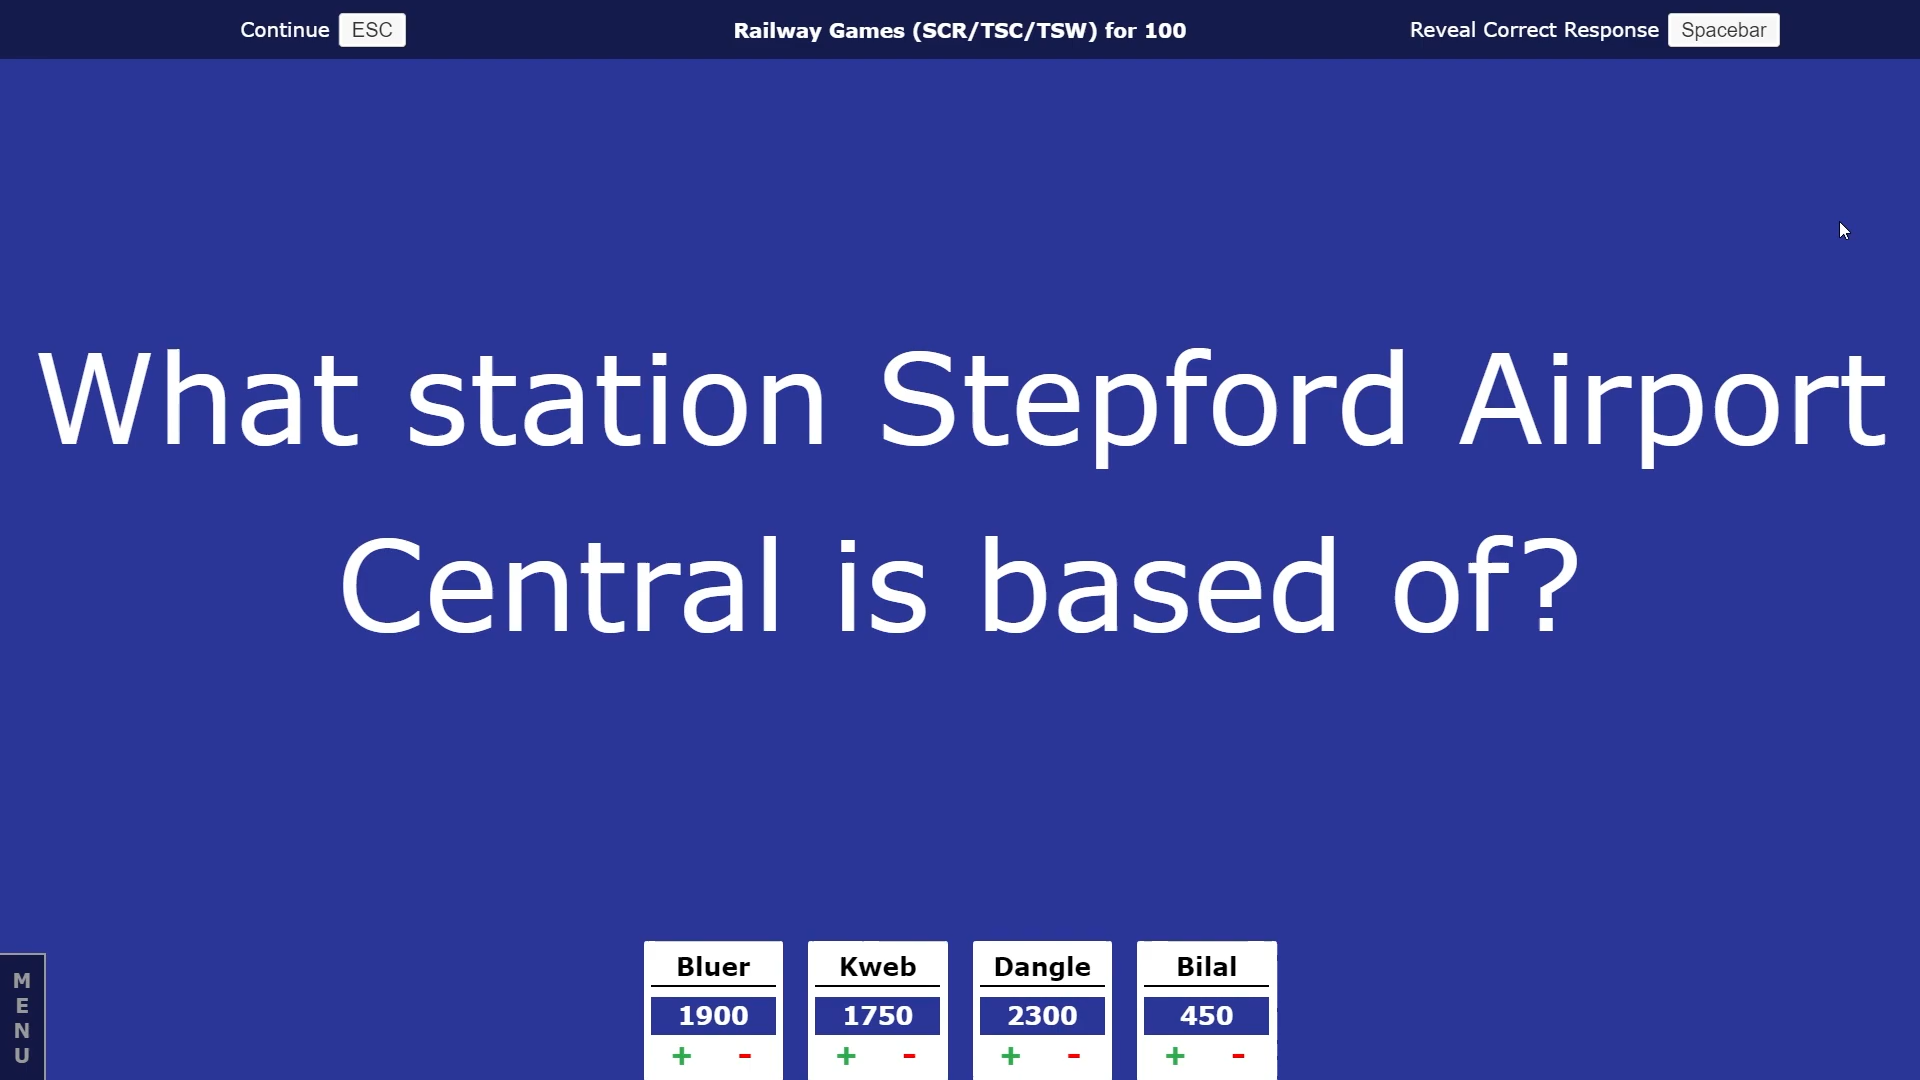 Continue ESC
Railway Games (SCR/TSC/TSW) for 100
Reveal Correct Response Spacebar
What station Stepford Airport
Central is based of?
MENU
Bluer Kweb Dangle Bilal
1900 1750 2300 450
+ - + - + - + -